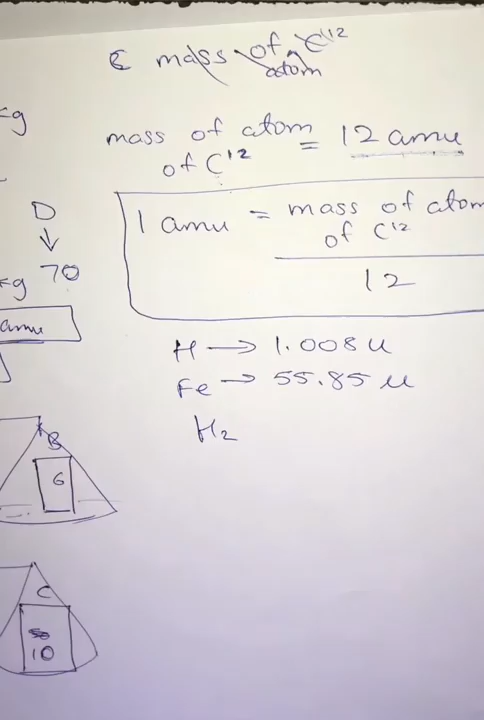 mass of C12
atom
mass of atom
of C12 = 12 amu
1 amu = mass of atom
of C12
12
H → 1.008 u
Fe → 55.85 u
H2
kg
D
↓
kg 70
amu
B
6
C
10